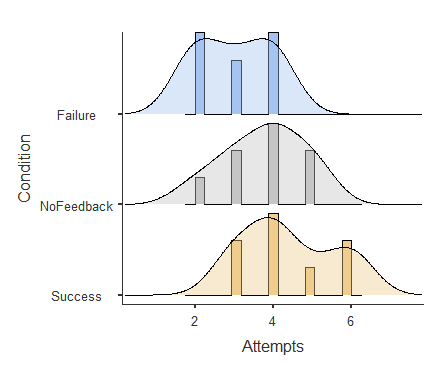 Failure
NoFeedback
Success
Condition
2 4 6
Attempts